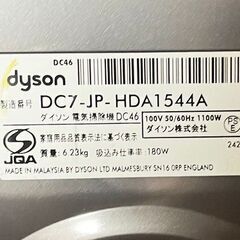 DC46
dyson
製造番号 DC7-JP-HDA1544A
ダイソン 電気掃除機 DC46
100V 50/60Hz 1100W
ダイソン株式会社
家庭用品品質表示法に基づく表示
質量：6.23kg 吸込み仕事率：180W
S
JQA
242
MADE IN MALAYSIA BY DYSON LTD MALMESBURY SN16 0RP ENGLAND